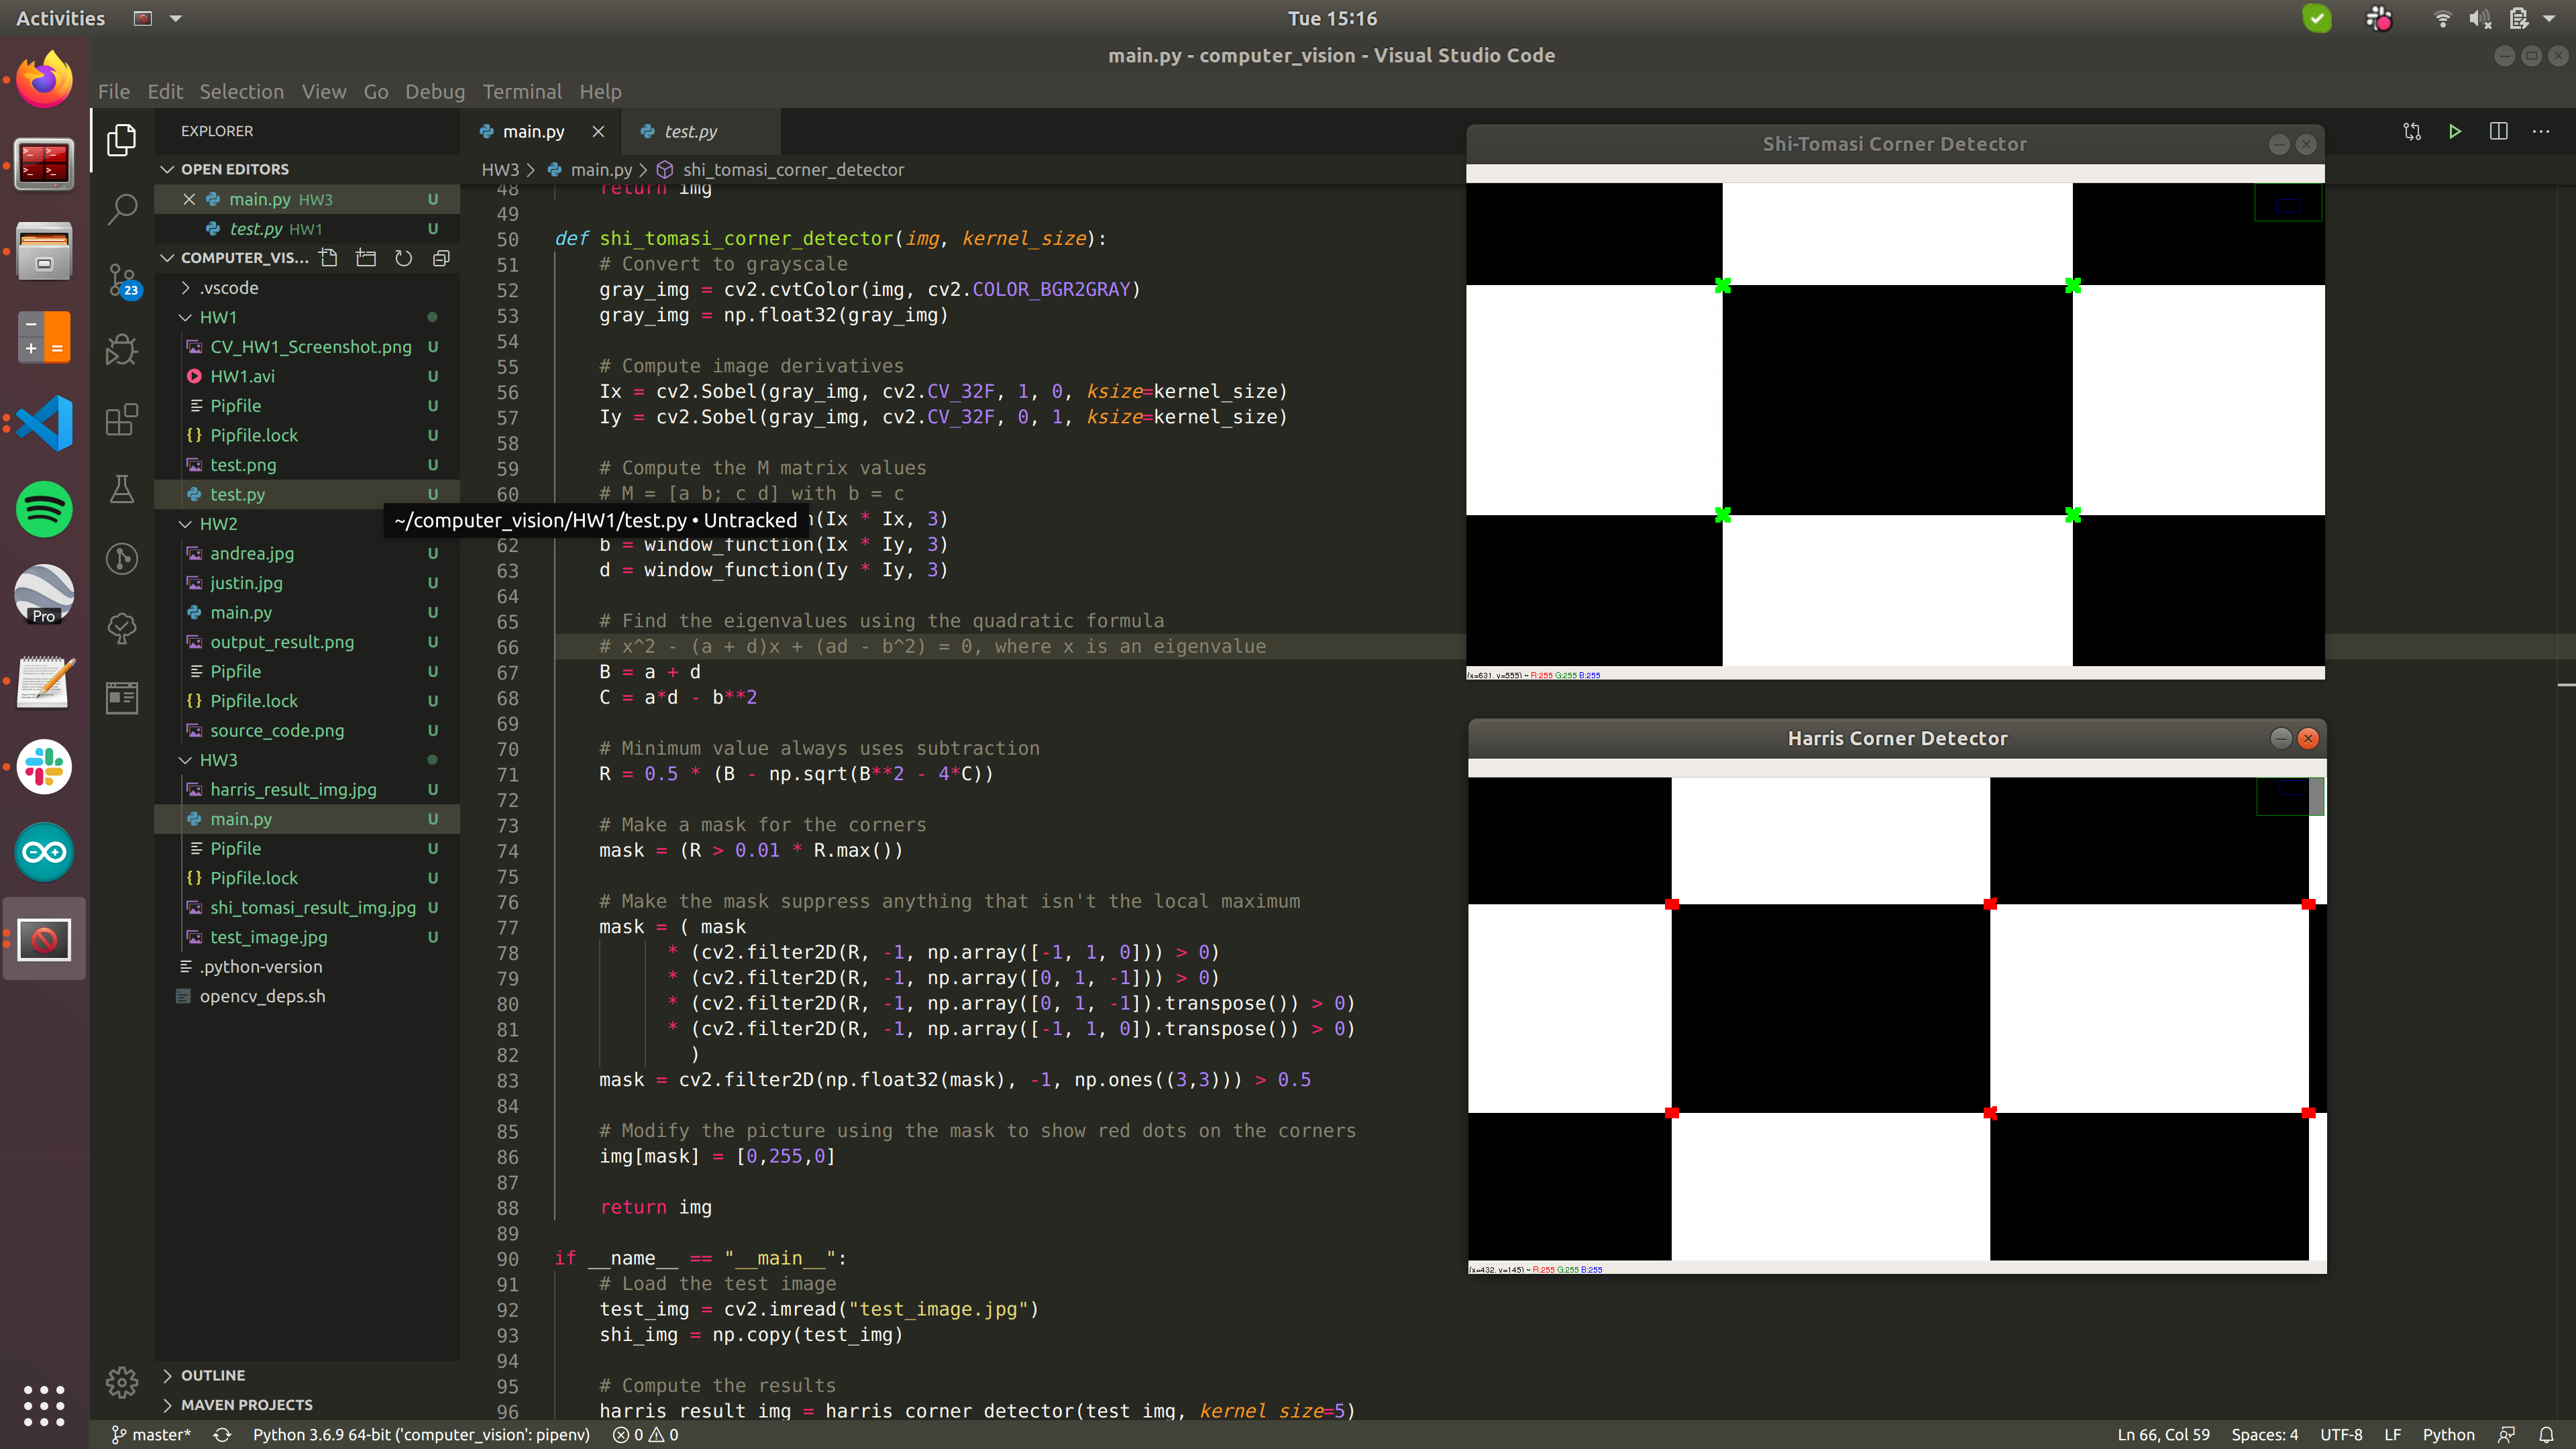 Activities
Tue 15:16
main.py - computer_vision - Visual Studio Code
File Edit Selection View Go Debug Terminal Help
EXPLORER
OPEN EDITORS
main.py HW3 U
test.py HW1 U
COMPUTER_VIS...
.vscode
HW1
CV_HW1_Screenshot.png U
HW1.avi U
Pipfile U
Pipfile.lock U
test.png U
test.py U
HW2
andrea.jpg U
justin.jpg U
main.py U
output_result.png U
Pipfile U
Pipfile.lock U
source_code.png U
HW3
harris_result_img.jpg U
main.py U
Pipfile U
Pipfile.lock U
shi_tomasi_result_img.jpg U
test_image.jpg U
.python-version
opencv_deps.sh
OUTLINE
MAVEN PROJECTS
23
Pro
~/computer_vision/HW1/test.py • Untracked
main.py
test.py
HW3 > main.py > shi_tomasi_corner_detector
48 return img
49
50 def shi_tomasi_corner_detector(img, kernel_size):
51 # Convert to grayscale
52 gray_img = cv2.cvtColor(img, cv2.COLOR_BGR2GRAY)
53 gray_img = np.float32(gray_img)
54
55 # Compute image derivatives
56 Ix = cv2.Sobel(gray_img, cv2.CV_32F, 1, 0, ksize=kernel_size)
57 Iy = cv2.Sobel(gray_img, cv2.CV_32F, 0, 1, ksize=kernel_size)
58
59 # Compute the M matrix values
60 # M = [a b; c d] with b = c
(Ix * Ix, 3)
62 b = window_function(Ix * Iy, 3)
63 d = window_function(Iy * Iy, 3)
64
65 # Find the eigenvalues using the quadratic formula
66 # x^2 - (a + d)x + (ad - b^2) = 0, where x is an eigenvalue
67 B = a + d
68 C = a*d - b**2
69
70 # Minimum value always uses subtraction
71 R = 0.5 * (B - np.sqrt(B**2 - 4*C))
72
73 # Make a mask for the corners
74 mask = (R > 0.01 * R.max())
75
76 # Make the mask suppress anything that isn't the local maximum
77 mask = ( mask
78 * (cv2.filter2D(R, -1, np.array([-1, 1, 0])) > 0)
79 * (cv2.filter2D(R, -1, np.array([0, 1, -1])) > 0)
80 * (cv2.filter2D(R, -1, np.array([0, 1, -1]).transpose()) > 0)
81 * (cv2.filter2D(R, -1, np.array([-1, 1, 0]).transpose()) > 0)
82 )
83 mask = cv2.filter2D(np.float32(mask), -1, np.ones((3,3))) > 0.5
84
85 # Modify the picture using the mask to show red dots on the corners
86 img[mask] = [0,255,0]
87
88 return img
89
90 if __name__ == "__main__":
91 # Load the test image
92 test_img = cv2.imread("test_image.jpg")
93 shi_img = np.copy(test_img)
94
95 # Compute the results
96 harris_result_img = harris_corner_detector(test_img, kernel_size=5)
Shi-Tomasi Corner Detector
(x=631, y=555) ~ R:255 G:255 B:255
Harris Corner Detector
(x=432, y=145) ~ R:255 G:255 B:255
master* Python 3.6.9 64-bit ('computer_vision': pipenv) 0 0 Ln 66, Col 59 Spaces: 4 UTF-8 LF Python